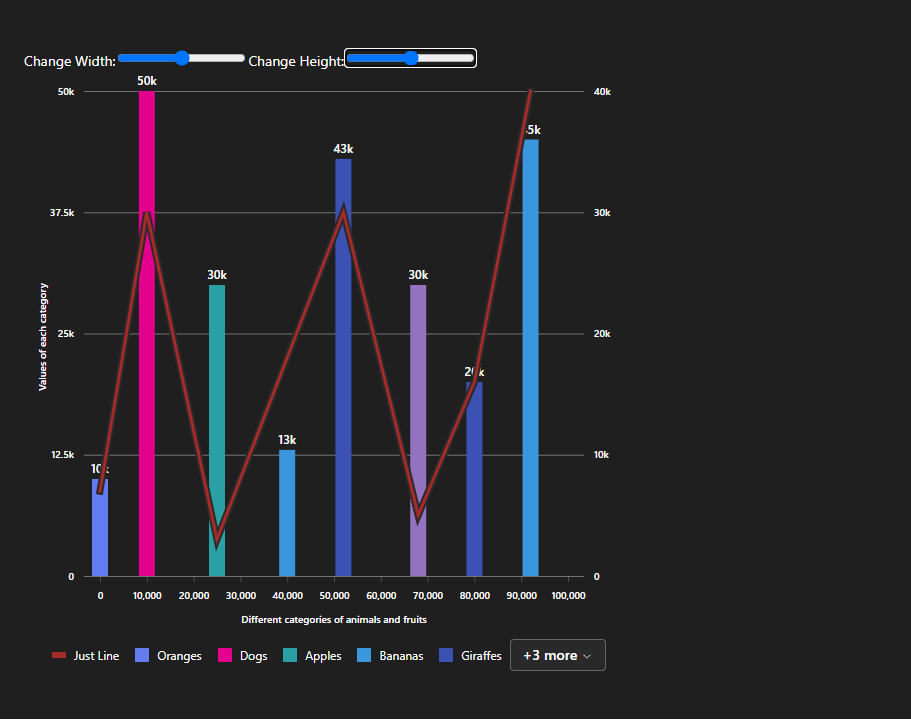 Change Width: Change Height:
50k
50k 40k
5k
43k
37.5k 30k
30k 30k
Values of each category
25k 20k
20k
13k
12.5k 10k
10k
0 0
0 10,000 20,000 30,000 40,000 50,000 60,000 70,000 80,000 90,000 100,000
Different categories of animals and fruits
Just Line Oranges Dogs Apples Bananas Giraffes +3 more